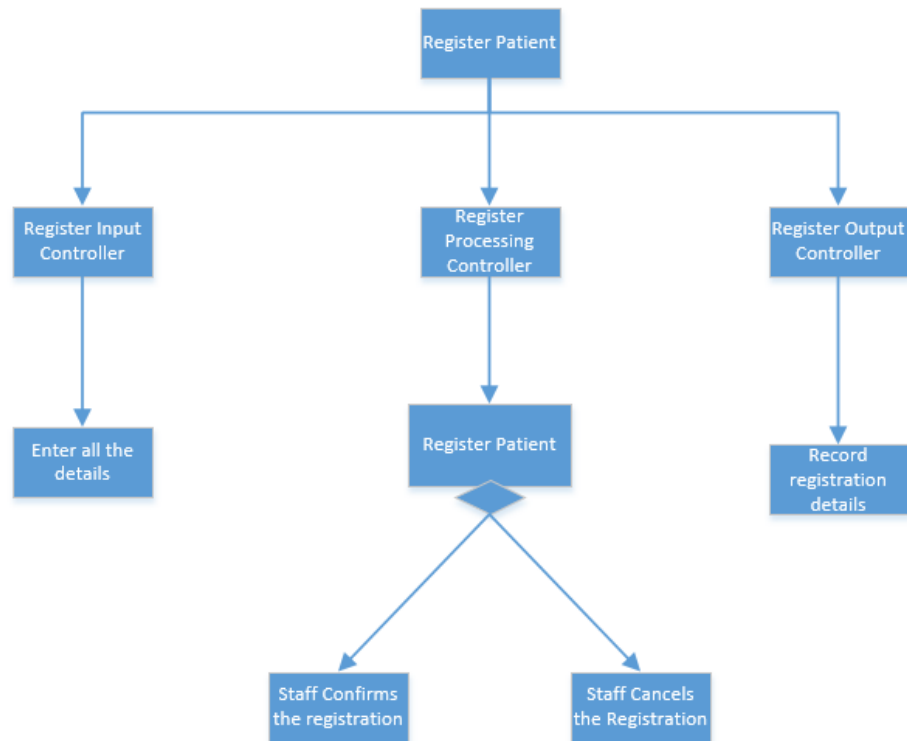 Register Patient
Register Input
Controller
Register
Processing
Controller
Register Output
Controller
Enter all the
details
Register Patient
Record
registration
details
Staff Confirms
the registration
Staff Cancels
the Registration